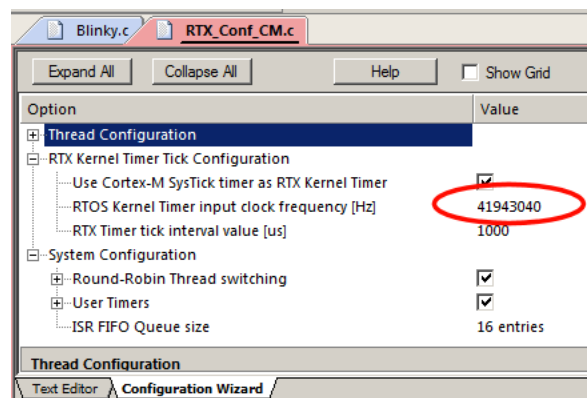 Blinky.c RTX_Conf_CM.c
Expand All Collapse All Help Show Grid
Option Value
Thread Configuration
RTX Kernel Timer Tick Configuration
Use Cortex-M SysTick timer as RTX Kernel Timer
RTOS Kernel Timer input clock frequency [Hz] 41943040
RTX Timer tick interval value [us] 1000
System Configuration
Round-Robin Thread switching
User Timers
ISR FIFO Queue size 16 entries
Thread Configuration
Text Editor Configuration Wizard